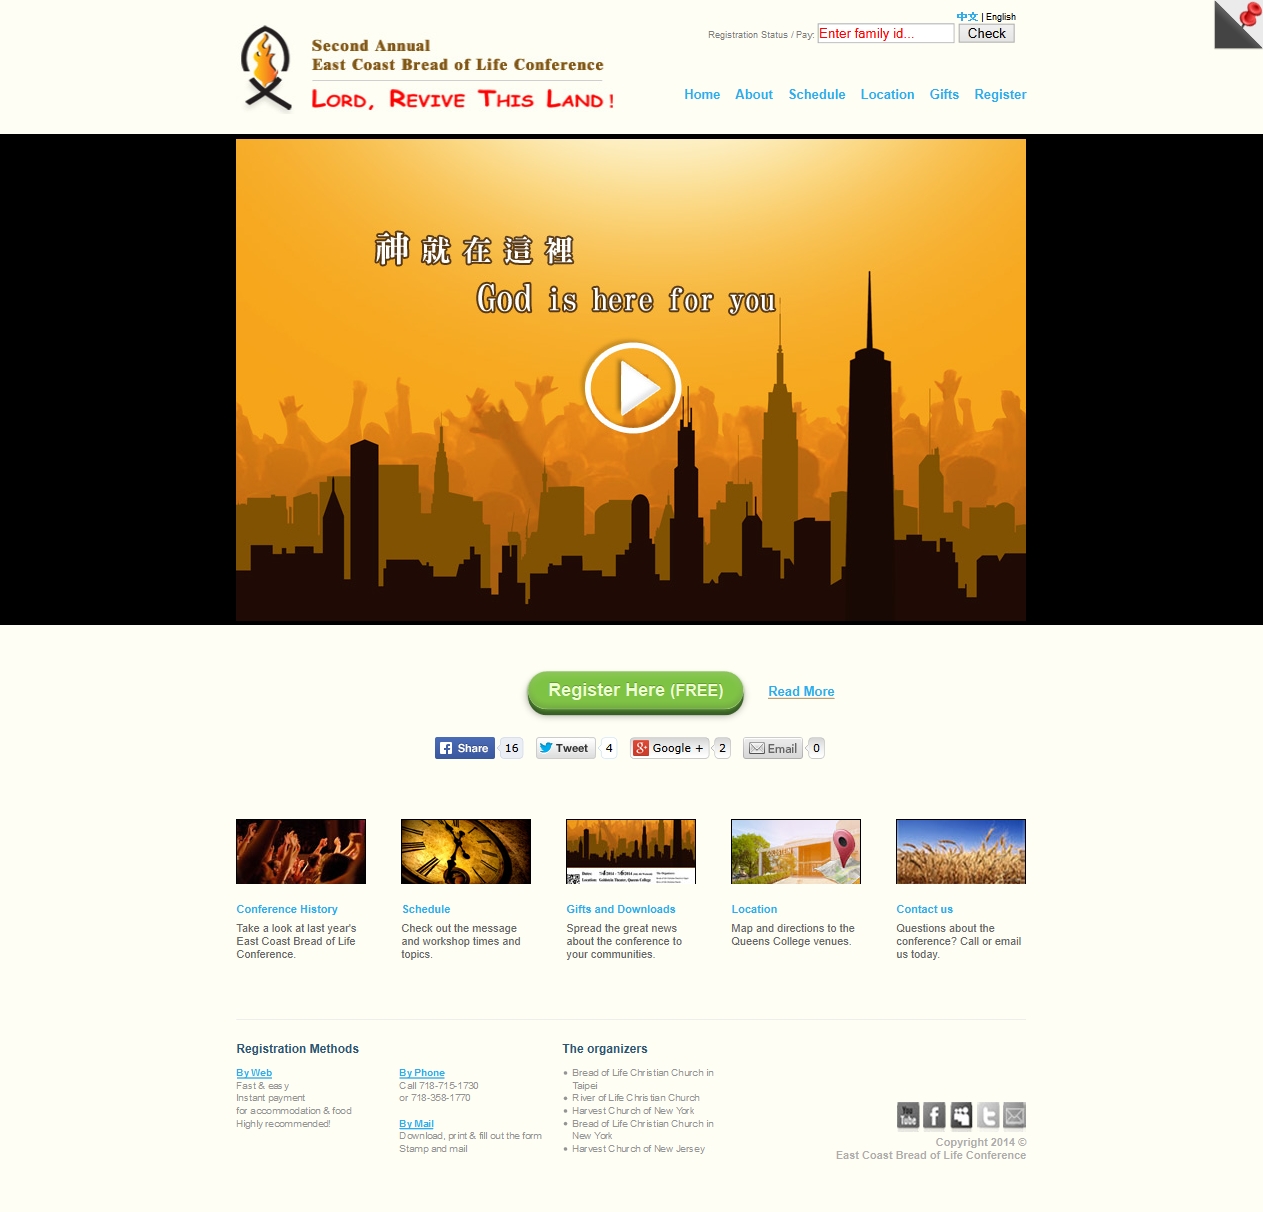 中文 | English
Registration Status / Pay: Enter family id... Check
Second Annual
East Coast Bread of Life Conference
LORD, REVIVE THIS LAND!
Home About Schedule Location Gifts Register
神就在這裡
God is here for you
Register Here (FREE) Read More
Share 16 Tweet 4 Google + 2 Email 0
Conference History
Take a look at last year's
East Coast Bread of Life
Conference.
Schedule
Check out the message
and workshop times and
topics.
Location: Goldstein Theatre, Queens College
Gifts and Downloads
Spread the great news
about the conference to
your communities.
Location
Map and directions to the
Queens College venues.
Contact us
Questions about the
conference? Call or email
us today.
Registration Methods
By Web
Fast & easy
Instant payment
for accommodation & food
Highly recommended!
By Phone
Call 718-715-1730
or 718-358-1770
By Mail
Download, print & fill out the form
Stamp and mail
The organizers
• Bread of Life Christian Church in
Taipei
• River of Life Christian Church
• Harvest Church of New York
• Bread of Life Christian Church in
New York
• Harvest Church of New Jersey
You Tube
Copyright 2014 ©
East Coast Bread of Life Conference